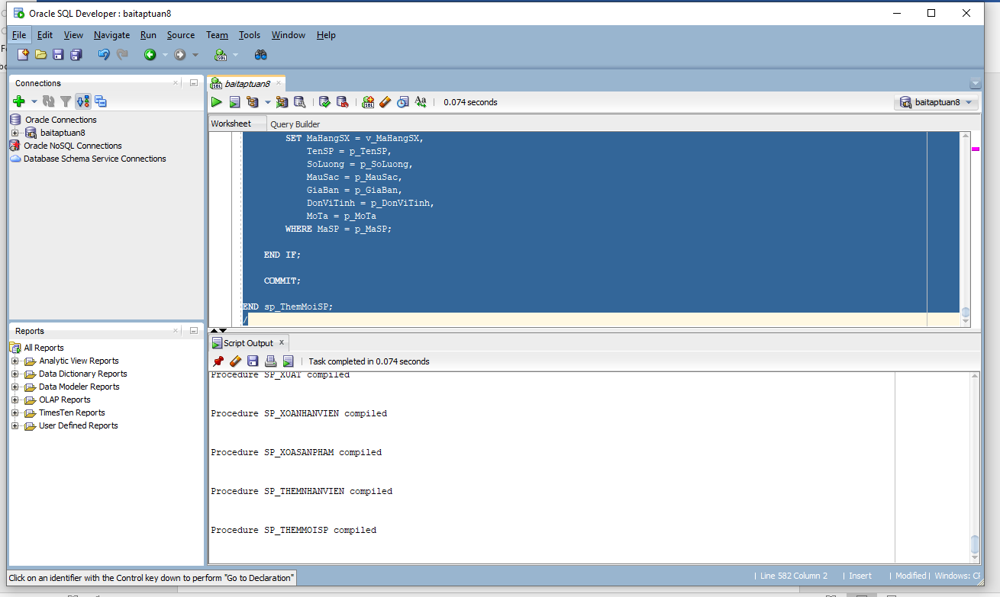 Oracle SQL Developer : baitaptuan8
File Edit View Navigate Run Source Team Tools Window Help
Connections
Oracle Connections
baitaptuan8
Oracle NoSQL Connections
Database Schema Service Connections
Reports
All Reports
Analytic View Reports
Data Dictionary Reports
Data Modeler Reports
OLAP Reports
TimesTen Reports
User Defined Reports
baitaptuan8
0.074 seconds
baitaptuan8
Worksheet Query Builder
SET MaHangSX = v_MaHangSX,
TenSP = p_TenSP,
SoLuong = p_SoLuong,
MauSac = p_MauSac,
GiaBan = p_GiaBan,
DonViTinh = p_DonViTinh,
MoTa = p_MoTa
WHERE MaSP = p_MaSP;
END IF;
COMMIT;
END sp_ThemMoiSP;
/
Script Output x
Task completed in 0.074 seconds
Procedure SP_XUAT compiled
Procedure SP_XOANHANVIEN compiled
Procedure SP_XOASANPHAM compiled
Procedure SP_THEMNHANVIEN compiled
Procedure SP_THEMMOISP compiled
Click on an identifier with the Control key down to perform "Go to Declaration"
| Line 582 Column 2 | Insert | Modified | Windows: